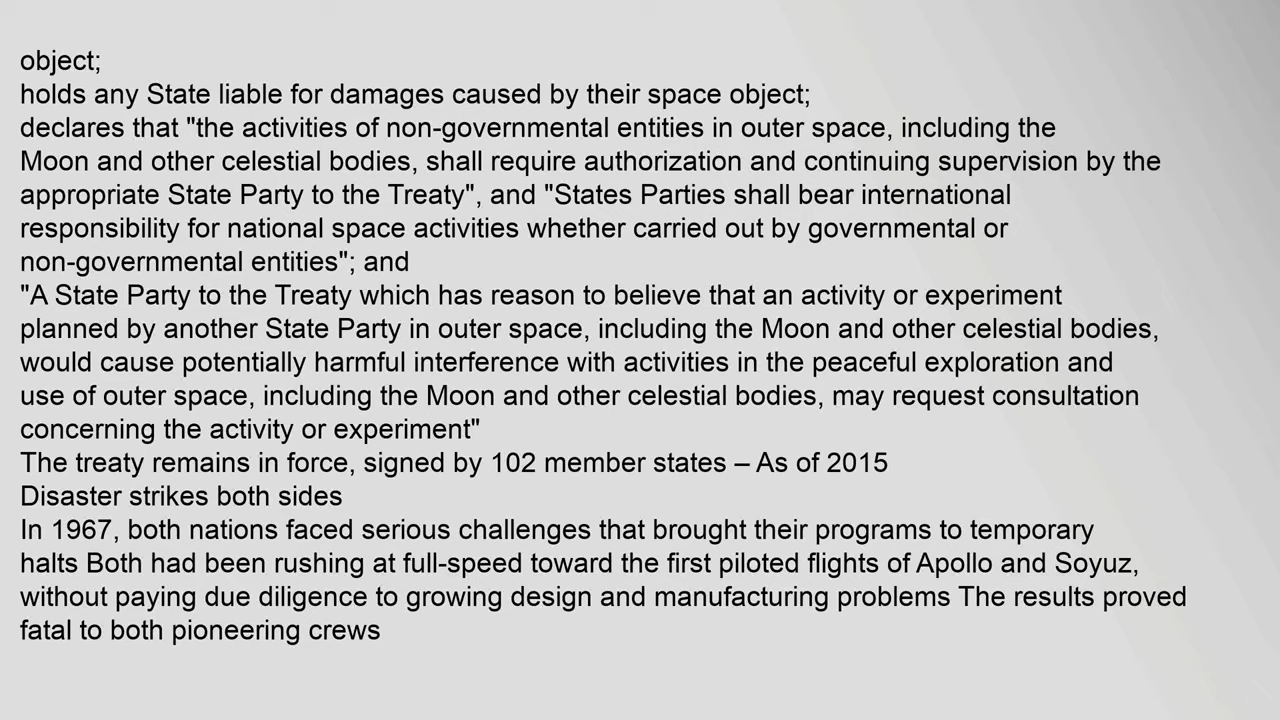 object;
holds any State liable for damages caused by their space object;
declares that "the activities of non-governmental entities in outer space, including the
Moon and other celestial bodies, shall require authorization and continuing supervision by the
appropriate State Party to the Treaty", and "States Parties shall bear international
responsibility for national space activities whether carried out by governmental or
non-governmental entities"; and
"A State Party to the Treaty which has reason to believe that an activity or experiment
planned by another State Party in outer space, including the Moon and other celestial bodies,
would cause potentially harmful interference with activities in the peaceful exploration and
use of outer space, including the Moon and other celestial bodies, may request consultation
concerning the activity or experiment"
The treaty remains in force, signed by 102 member states – As of 2015
Disaster strikes both sides
In 1967, both nations faced serious challenges that brought their programs to temporary
halts Both had been rushing at full-speed toward the first piloted flights of Apollo and Soyuz,
without paying due diligence to growing design and manufacturing problems The results proved
fatal to both pioneering crews